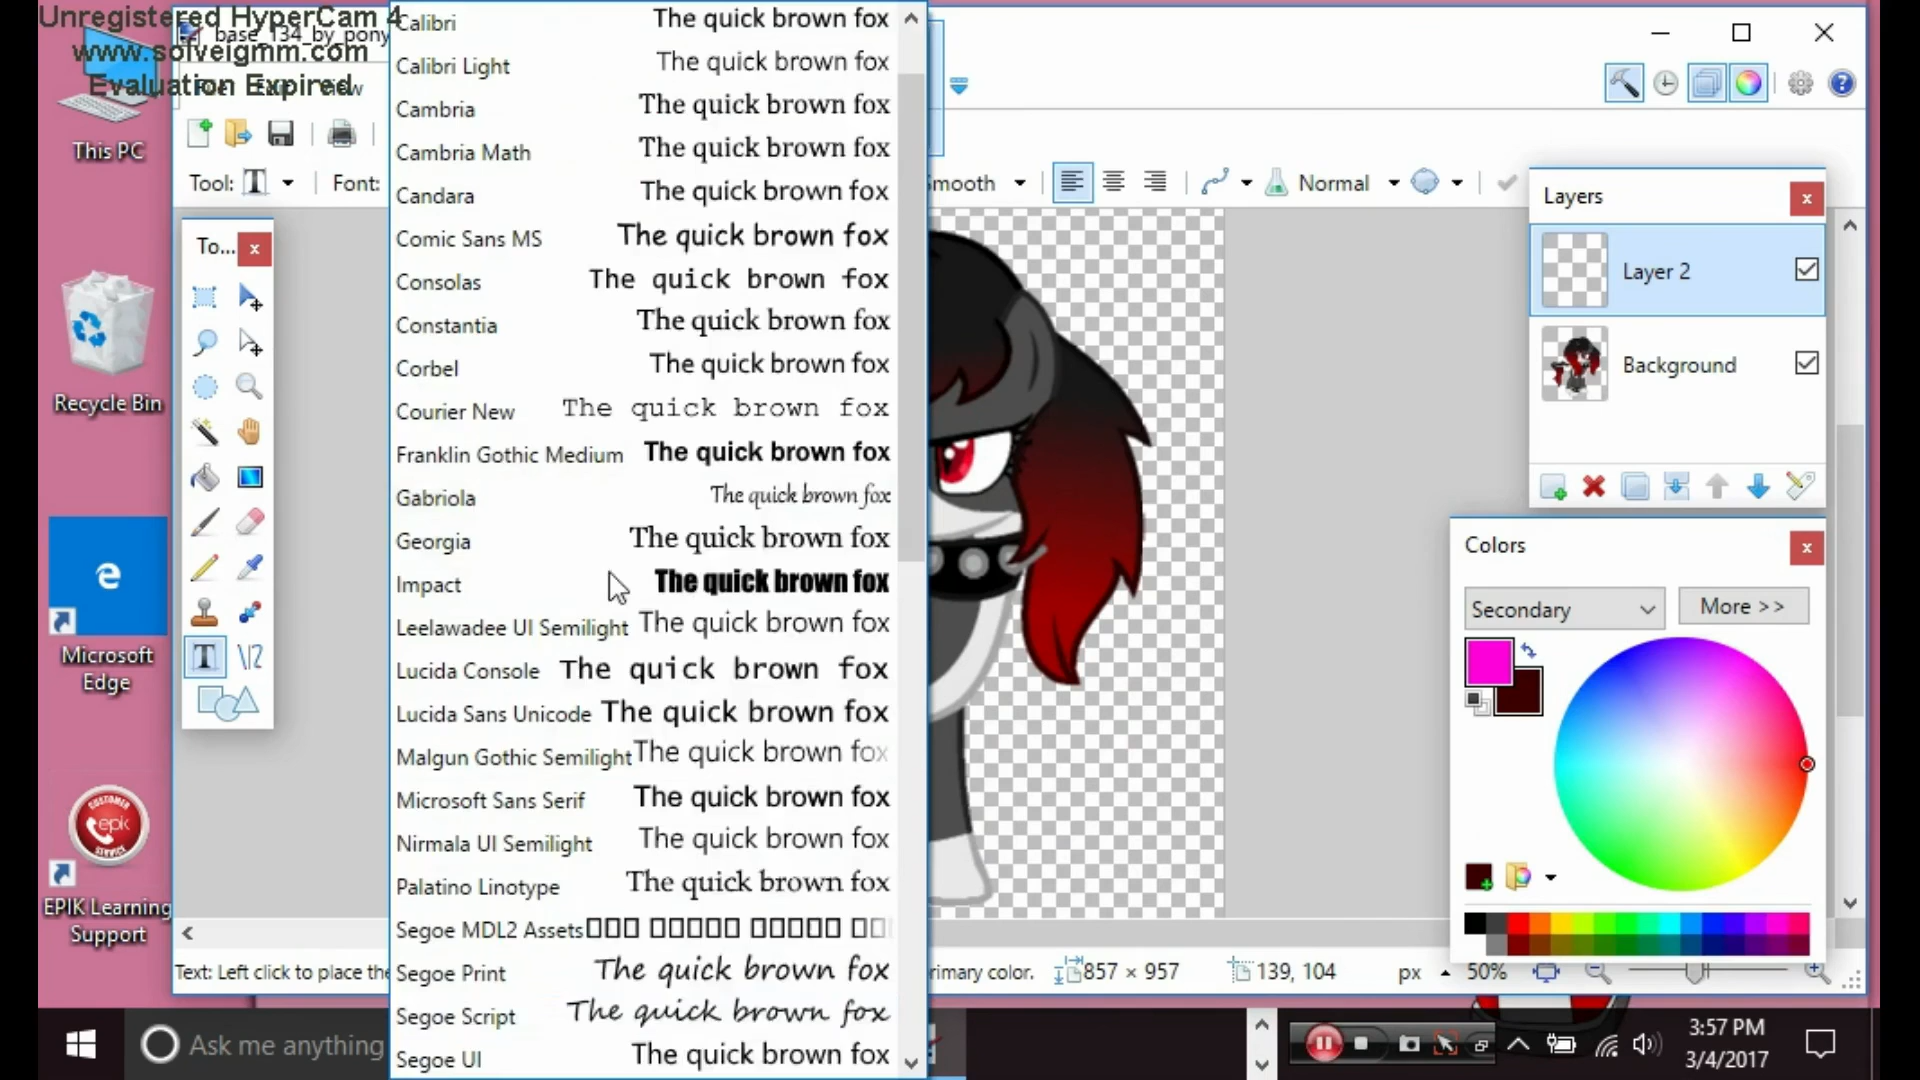 Unregistered HyperCam 4
www.solveigmm.com
Evaluation Expired
base_134_by_pony
View
Tool:
Font:
Smooth
Normal
This PC
Recycle Bin
Microsoft
Edge
EPIK Learning
Support
CUSTOMER
epik
SERVICE
To...
Calibri The quick brown fox
Calibri Light The quick brown fox
Cambria The quick brown fox
Cambria Math The quick brown fox
Candara The quick brown fox
Comic Sans MS The quick brown fox
Consolas The quick brown fox
Constantia The quick brown fox
Corbel The quick brown fox
Courier New The quick brown fox
Franklin Gothic Medium The quick brown fox
Gabriola The quick brown fox
Georgia The quick brown fox
Impact The quick brown fox
Leelawadee UI Semilight The quick brown fox
Lucida Console The quick brown fox
Lucida Sans Unicode The quick brown fox
Malgun Gothic Semilight The quick brown fox
Microsoft Sans Serif The quick brown fox
Nirmala UI Semilight The quick brown fox
Palatino Linotype The quick brown fox
Segoe MDL2 Assets
Segoe Print The quick brown fox
Segoe Script The quick brown fox
Segoe UI The quick brown fox
Layers
Layer 2
Background
Colors
Secondary
More >>
Text: Left click to place the
rimary color.
857 × 957
139, 104
px
50%
Ask me anything
3:57 PM
3/4/2017